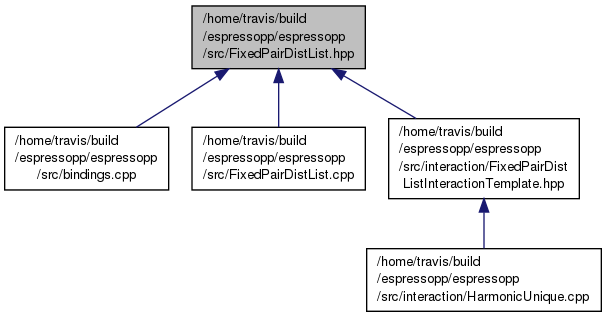 /home/travis/build
/espressopp/espressopp
/src/FixedPairDistList.hpp
/home/travis/build
/espressopp/espressopp
/src/bindings.cpp
/home/travis/build
/espressopp/espressopp
/src/FixedPairDistList.cpp
/home/travis/build
/espressopp/espressopp
/src/interaction/FixedPairDist
ListInteractionTemplate.hpp
/home/travis/build
/espressopp/espressopp
/src/interaction/HarmonicUnique.cpp